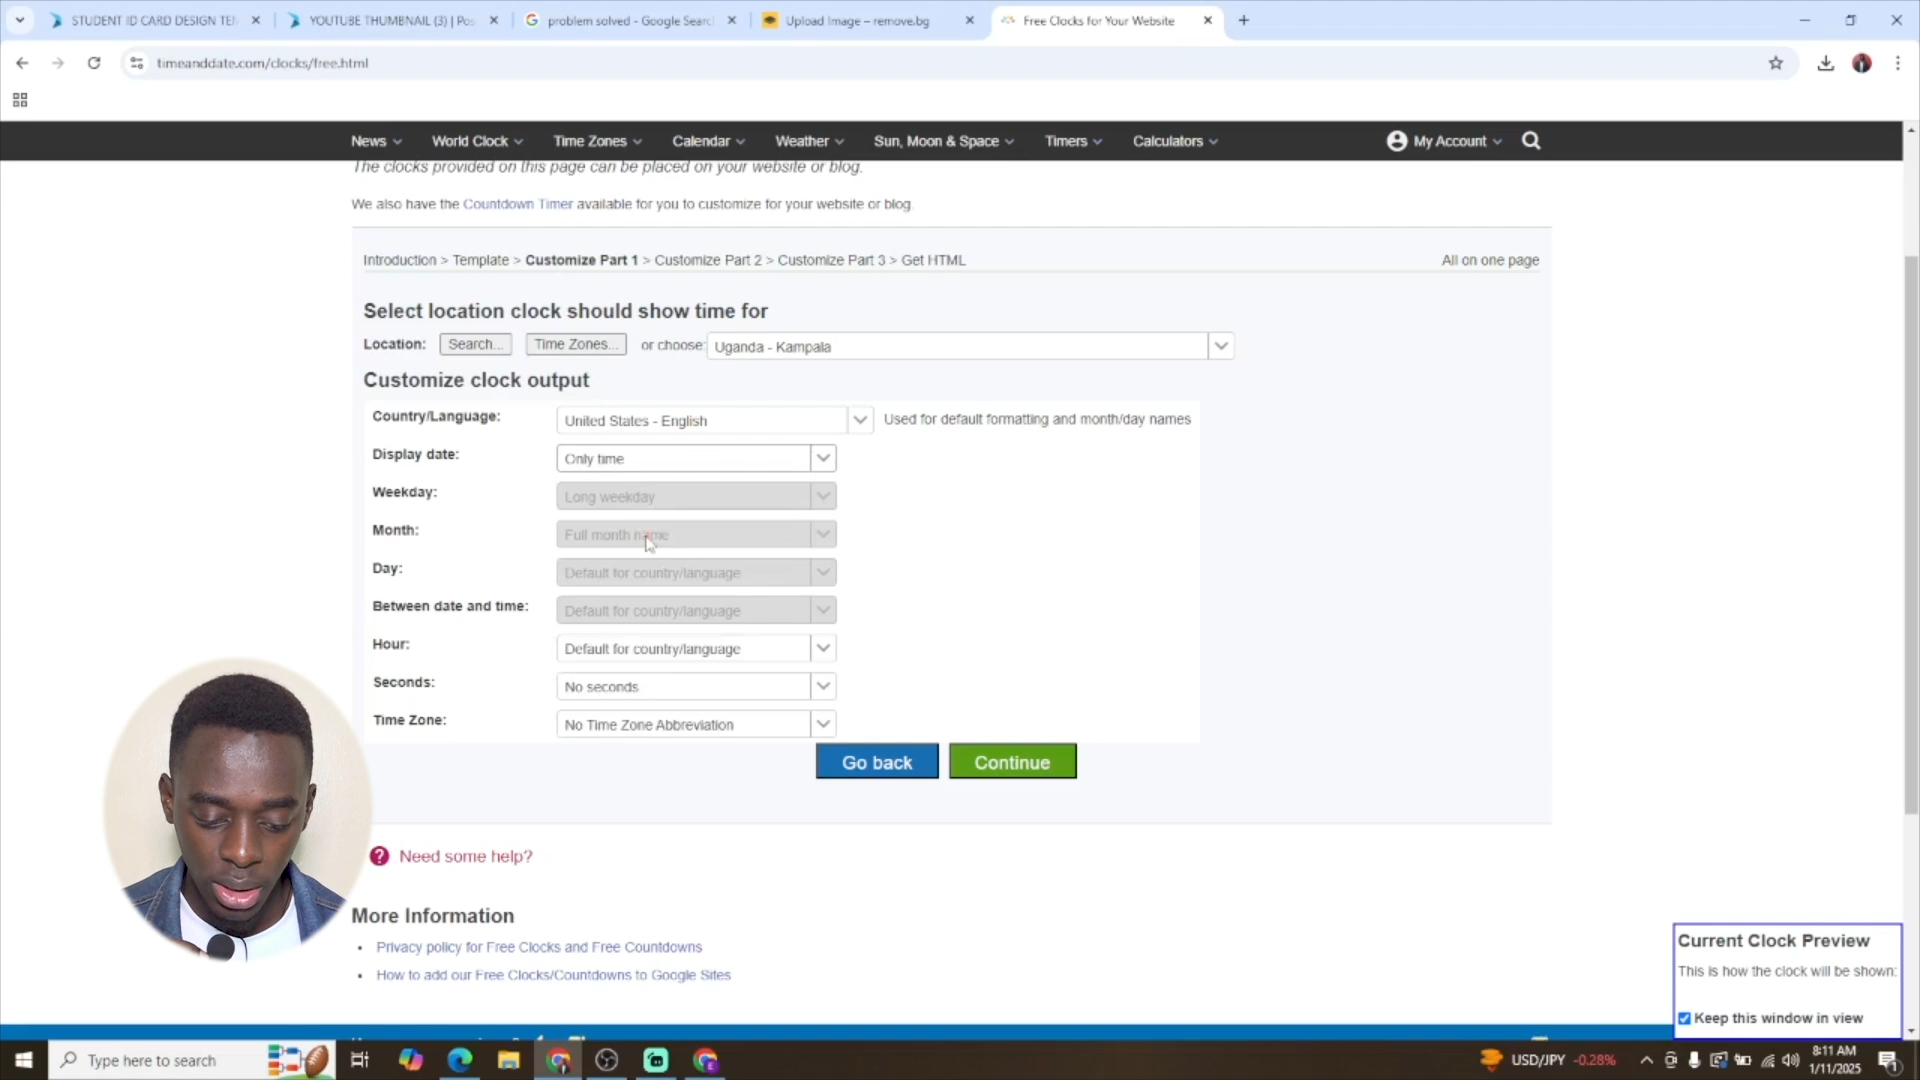 STUDENT ID CARD DESIGN TEM
YOUTUBE THUMBNAIL (3) | Pos
problem solved - Google Search
Upload Image – remove.bg
Free Clocks for Your Website
timeanddate.com/clocks/free.html
News
World Clock
Time Zones
Calendar
Weather
Sun, Moon & Space
Timers
Calculators
My Account
The clocks provided on this page can be placed on your website or blog.
We also have the Countdown Timer available for you to customize for your website or blog.
Introduction > Template > Customize Part 1 > Customize Part 2 > Customize Part 3 > Get HTML
All on one page
Select location clock should show time for
Location: Search... Time Zones... or choose: Uganda - Kampala
Customize clock output
Country/Language: United States - English Used for default formatting and month/day names
Display date: Only time
Weekday: Long weekday
Month: Full month name
Day: Default for country/language
Between date and time: Default for country/language
Hour: Default for country/language
Seconds: No seconds
Time Zone: No Time Zone Abbreviation
Go back Continue
? Need some help?
More Information
• Privacy policy for Free Clocks and Free Countdowns
• How to add our Free Clocks/Countdowns to Google Sites
Current Clock Preview
This is how the clock will be shown:
Keep this window in view
Type here to search
USD/JPY -0.28%
8:11 AM
1/11/2025
1